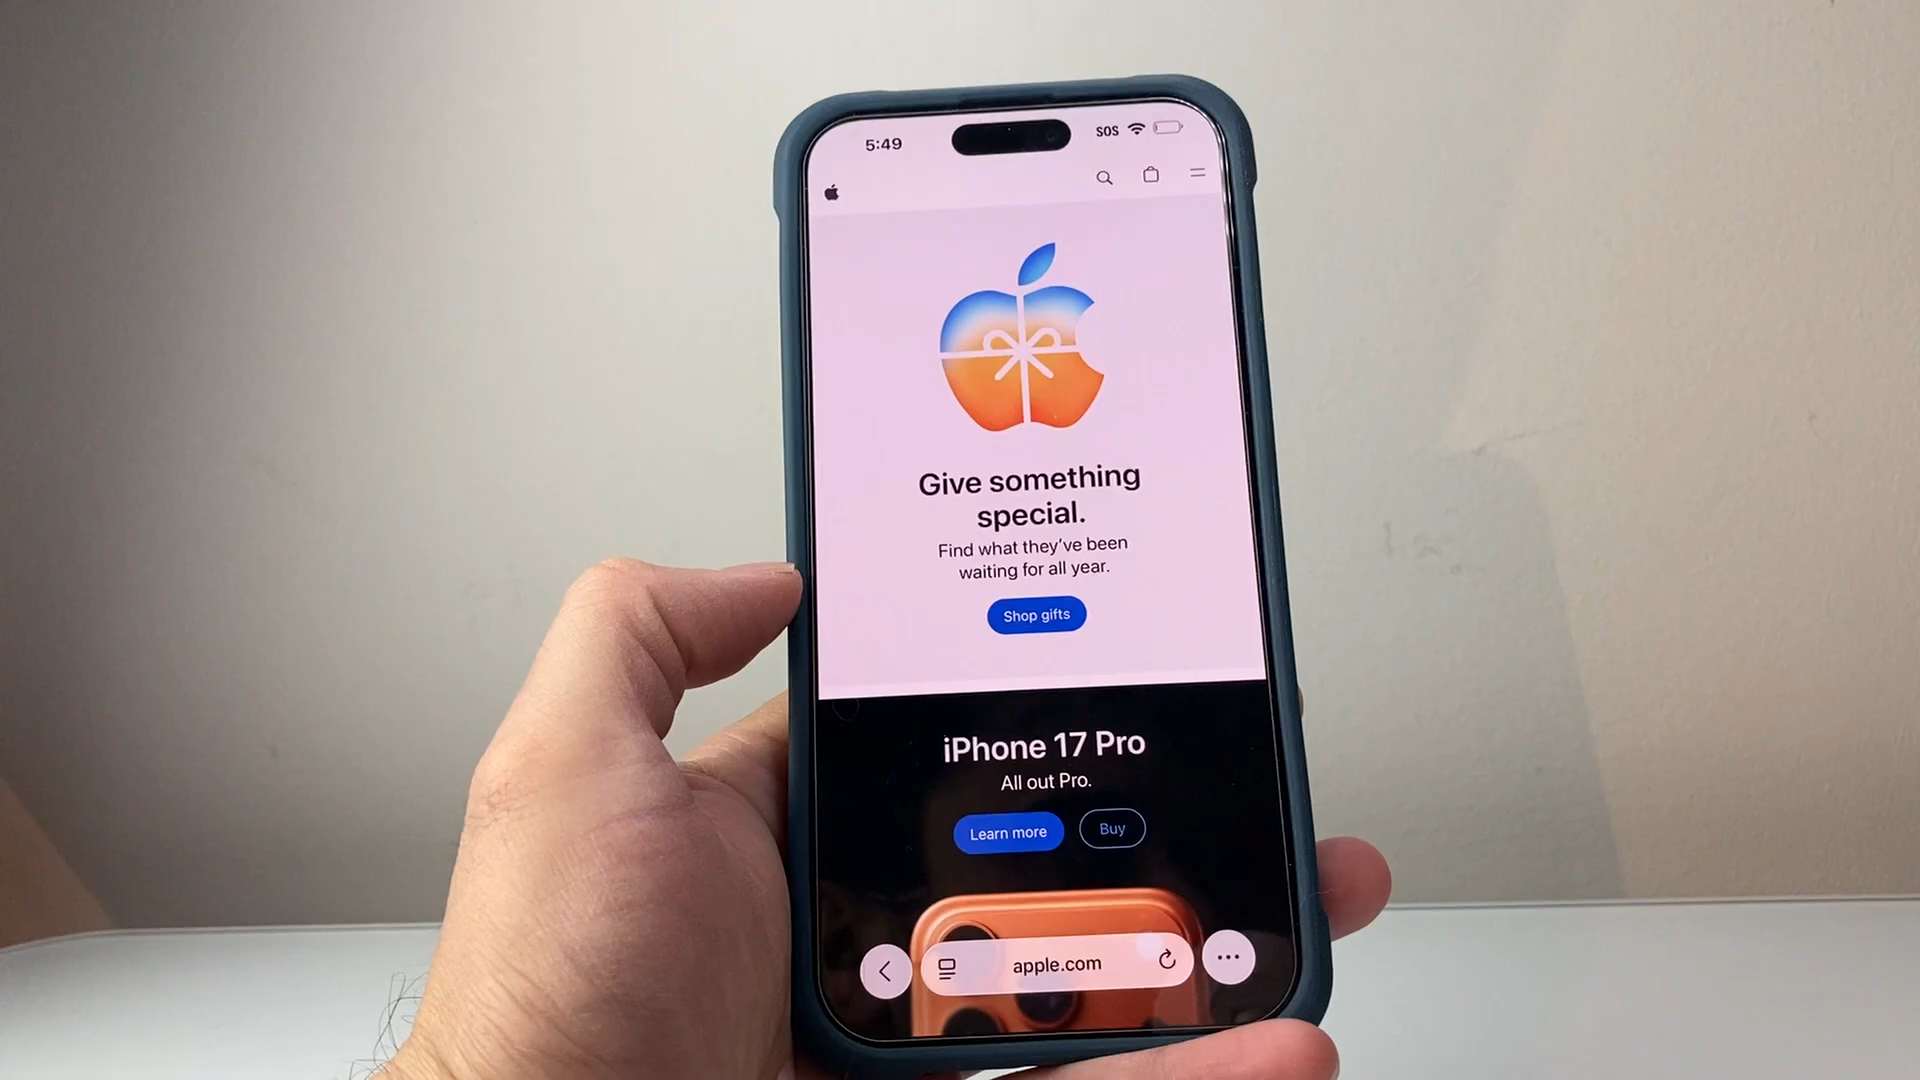 5:49
SOS
Give something
special.
Find what they've been
waiting for all year.
Shop gifts
iPhone 17 Pro
All out Pro.
Learn more
Buy
apple.com